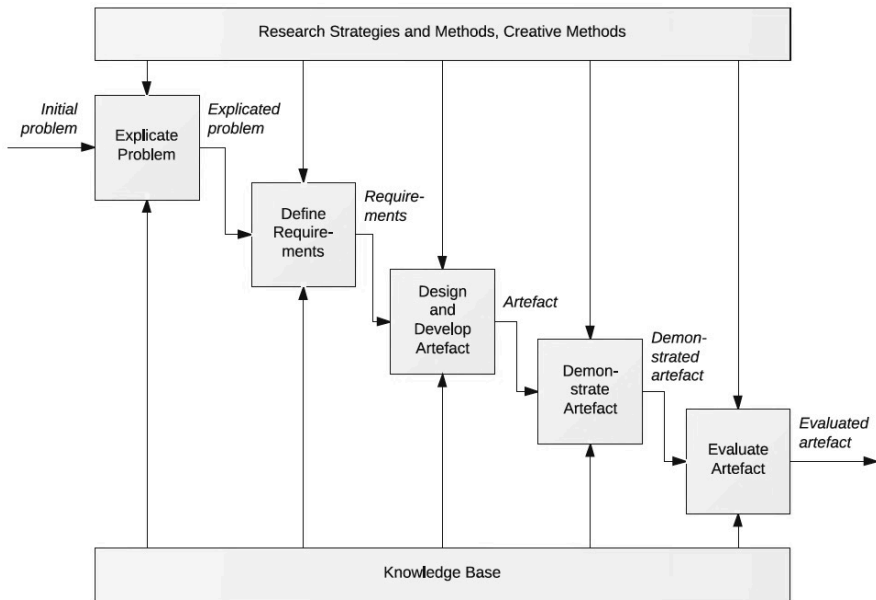 Research Strategies and Methods, Creative Methods
Initial
problem
Explicate
Problem
Explicated
problem
Define
Require-
ments
Require-
ments
Design
and
Develop
Artefact
Artefact
Demon-
strate
Artefact
Demon-
strated
artefact
Evaluate
Artefact
Evaluated
artefact
Knowledge Base